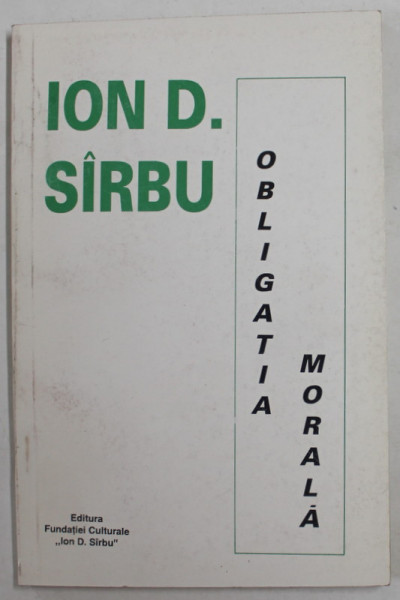 ION D.
SÎRBU
OBLIGATIA
MORALĂ
Editura
Fundației Culturale
„Ion D. Sîrbu"